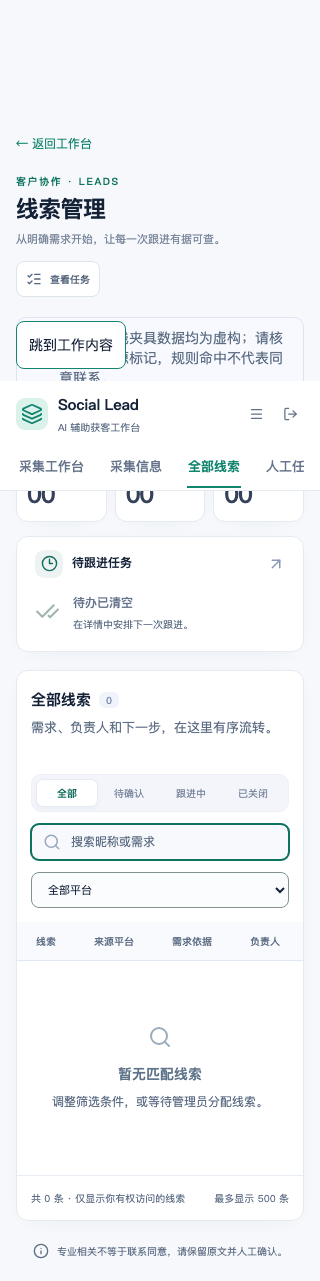 ← 返回工作台
客户协作 · LEADS
线索管理
从明确需求开始，让每一次跟进有据可查。
查看任务
跳到工作内容
夹具数据均为虚构；请核
标记，规则命中不代表同
意联系
Social Lead
AI 辅助获客工作台
采集工作台 采集信息 全部线索 人工任
00 00 00
待跟进任务
待办已清空
在详情中安排下一次跟进。
全部线索 0
需求、负责人和下一步，在这里有序流转。
全部 待确认 跟进中 已关闭
搜索昵称或需求
全部平台
线索 来源平台 需求依据 负责人
暂无匹配线索
调整筛选条件，或等待管理员分配线索。
共 0 条 · 仅显示你有权访问的线索 最多显示 500 条
专业相关不等于联系同意，请保留原文并人工确认。